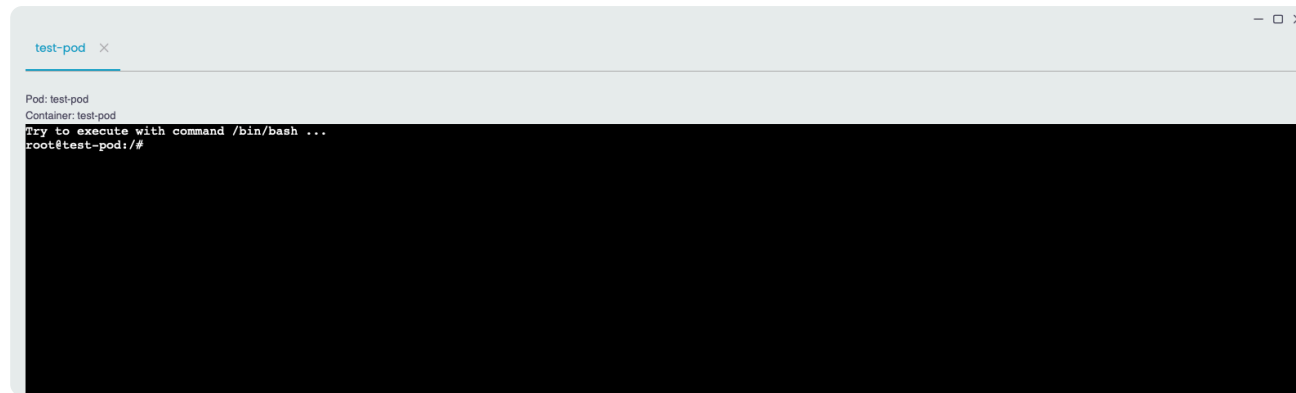 test-pod
Pod: test-pod
Container: test-pod
Try to execute with command /bin/bash ...
root@test-pod:/#